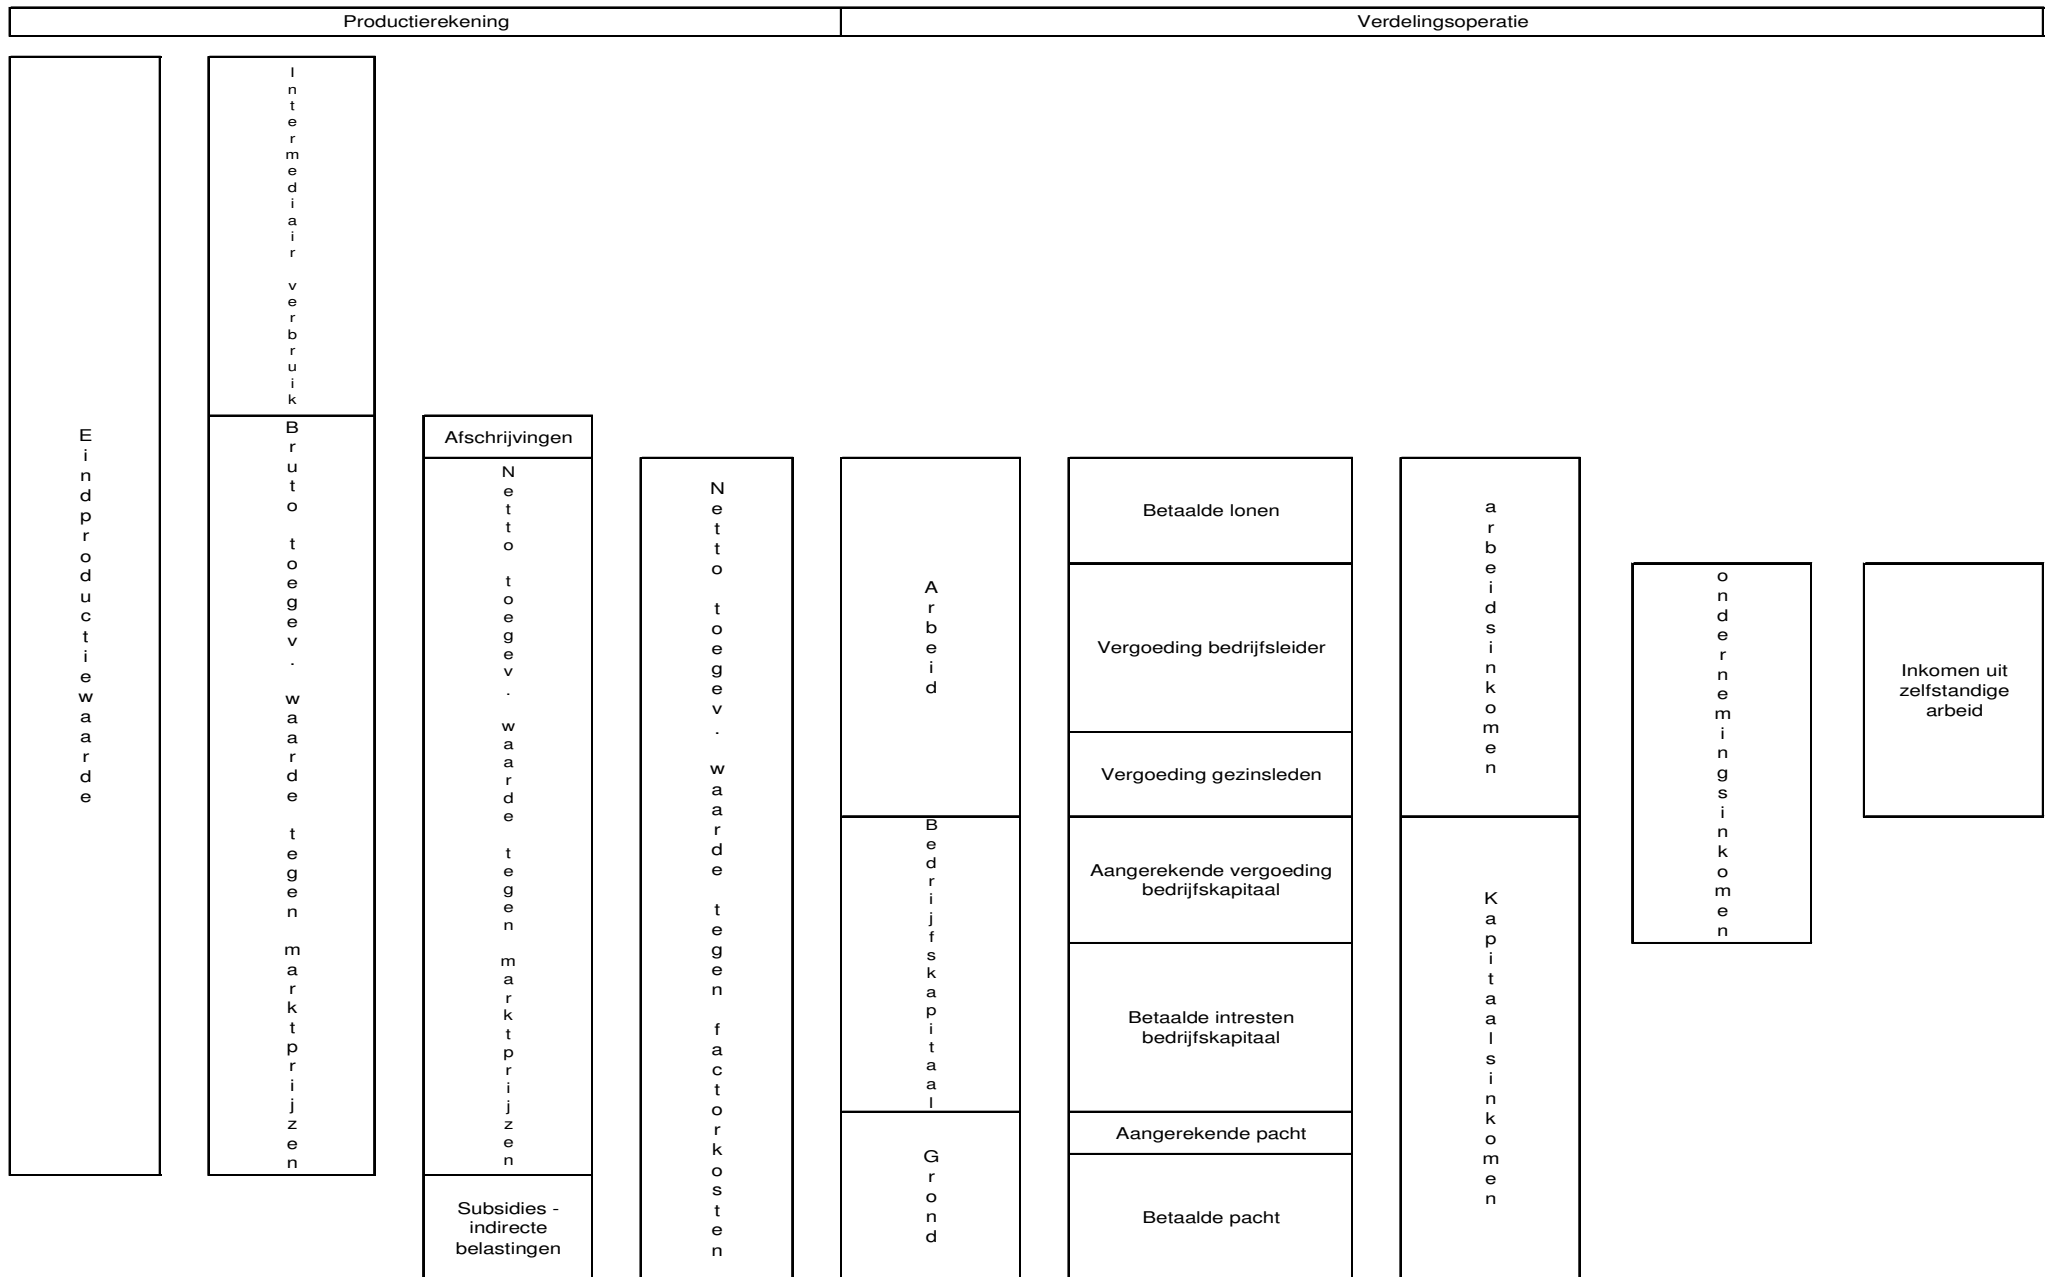 Productierekening
Verdelingsoperatie
Eindproductiewaarde
Intermediair verbruik
Bruto toegev. waarde tegen marktprijzen
Afschrijvingen
Netto toegev. waarde tegen marktprijzen
Subsidies -
indirecte
belastingen
Netto toegev. waarde tegen factorkosten
Arbeid
Bedrijfskapitaal
Grond
Betaalde lonen
Vergoeding bedrijfsleider
Vergoeding gezinsleden
Aangerekende vergoeding
bedrijfskapitaal
Betaalde intresten
bedrijfskapitaal
Aangerekende pacht
Betaalde pacht
arbeidsinkomen
Kapitaalsinkomen
ondernemingsinkomen
Inkomen uit
zelfstandige
arbeid